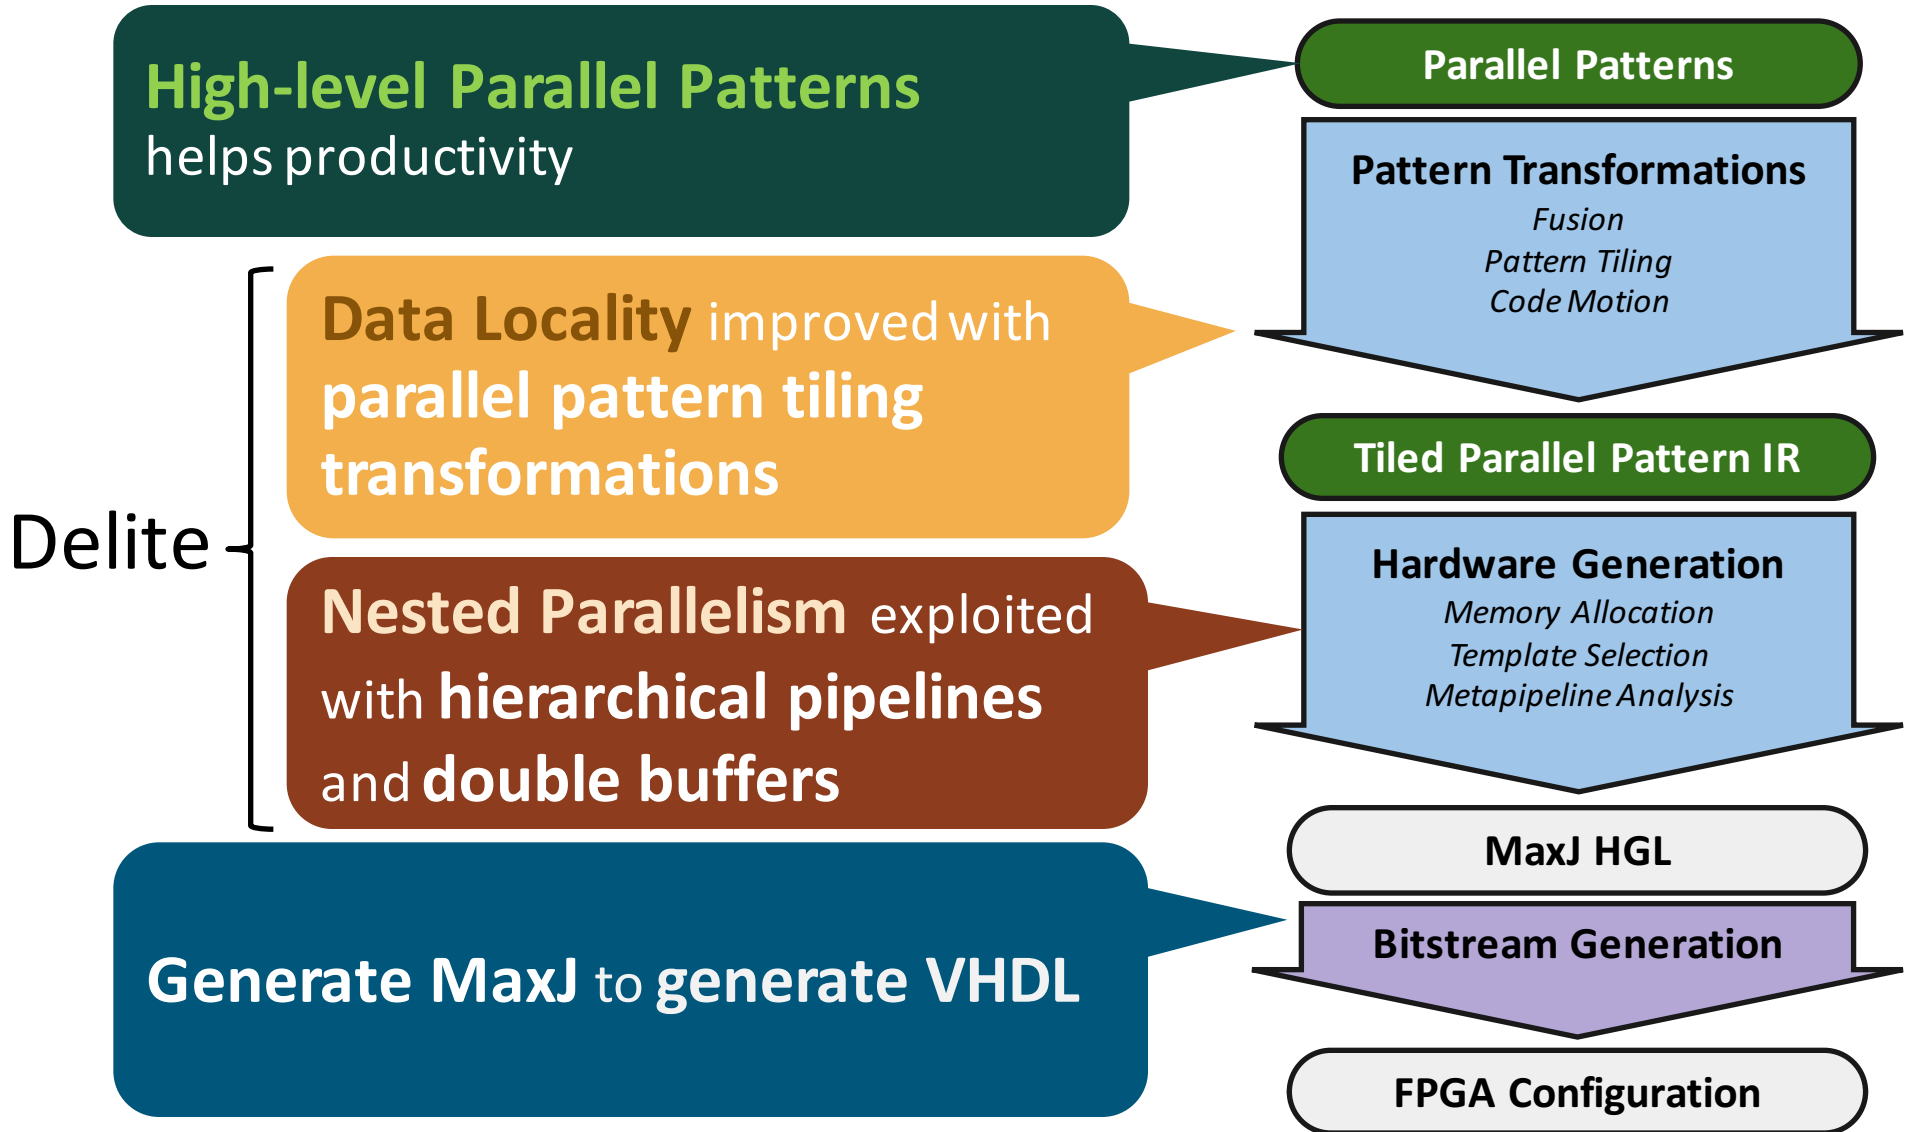 High-level Parallel Patterns
helps productivity
Delite
Data Locality improved with
parallel pattern tiling
transformations
Nested Parallelism exploited
with hierarchical pipelines
and double buffers
Generate MaxJ to generate VHDL
Parallel Patterns
Pattern Transformations
Fusion
Pattern Tiling
Code Motion
Tiled Parallel Pattern IR
Hardware Generation
Memory Allocation
Template Selection
Metapipeline Analysis
MaxJ HGL
Bitstream Generation
FPGA Configuration